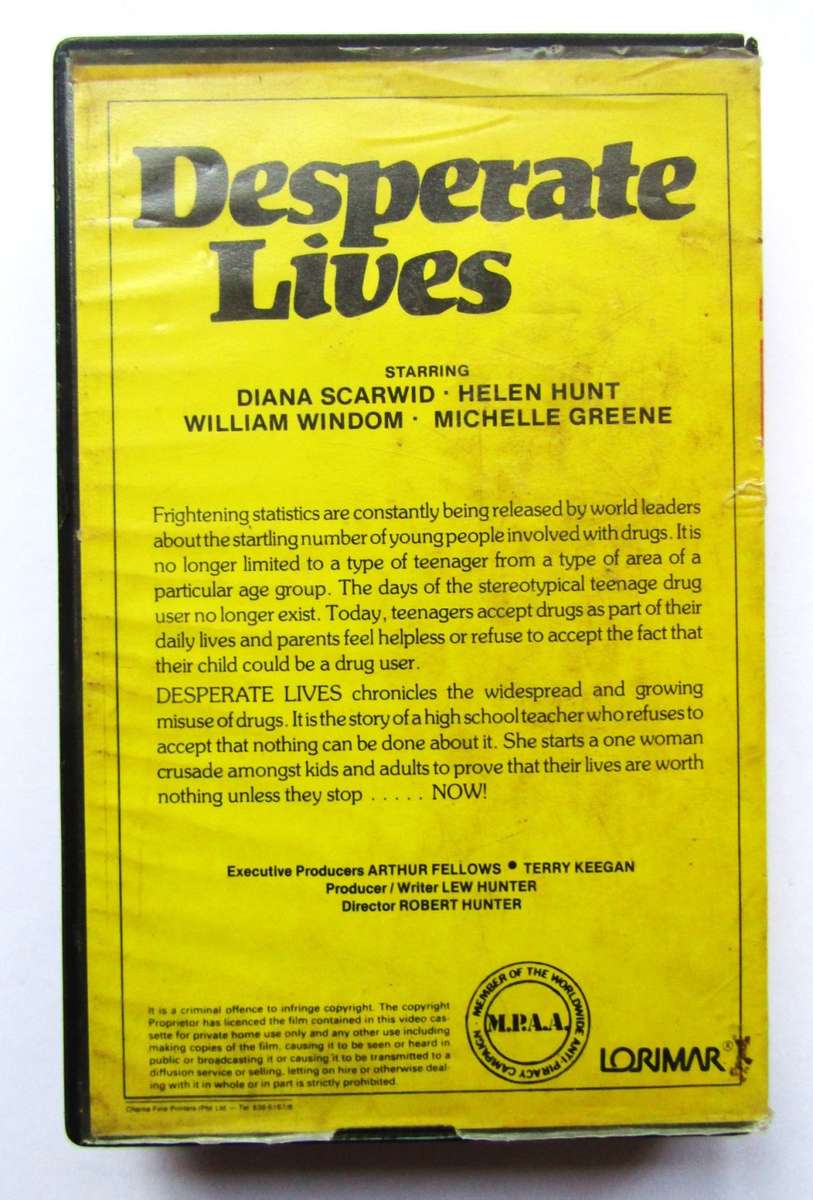 Desperate
Lives
STARRING
DIANA SCARWID · HELEN HUNT
WILLIAM WINDOM · MICHELLE GREENE
Frightening statistics are constantly being released by world leaders
about the startling number of young people involved with drugs. It is
no longer limited to a type of teenager from a type of area of a
particular age group. The days of the stereotypical teenage drug
user no longer exist. Today, teenagers accept drugs as part of their
daily lives and parents feel helpless or refuse to accept the fact that
their child could be a drug user.
DESPERATE LIVES chronicles the widespread and growing
misuse of drugs. It is the story of a high school teacher who refuses to
accept that nothing can be done about it. She starts a one woman
crusade amongst kids and adults to prove that their lives are worth
nothing unless they stop ..... NOW!
Executive Producers ARTHUR FELLOWS • TERRY KEEGAN
Producer / Writer LEW HUNTER
Director ROBERT HUNTER
It is a criminal offence to infringe copyright. The copyright
Proprietor has licenced the film contained in this video cas-
sette for private home use only and any other use including
making copies of the film, causing it to be seen or heard in
public or broadcasting it or causing it to be transmitted to a
diffusion service or selling, letting on hire or otherwise deal-
ing with it in whole or in part is strictly prohibited.
MEMBER OF THE WORLDWIDE ANTI-PIRACY CAMPAIGN
M.P.A.A.
LORIMAR®
Printers (Pty) Ltd. — Tel